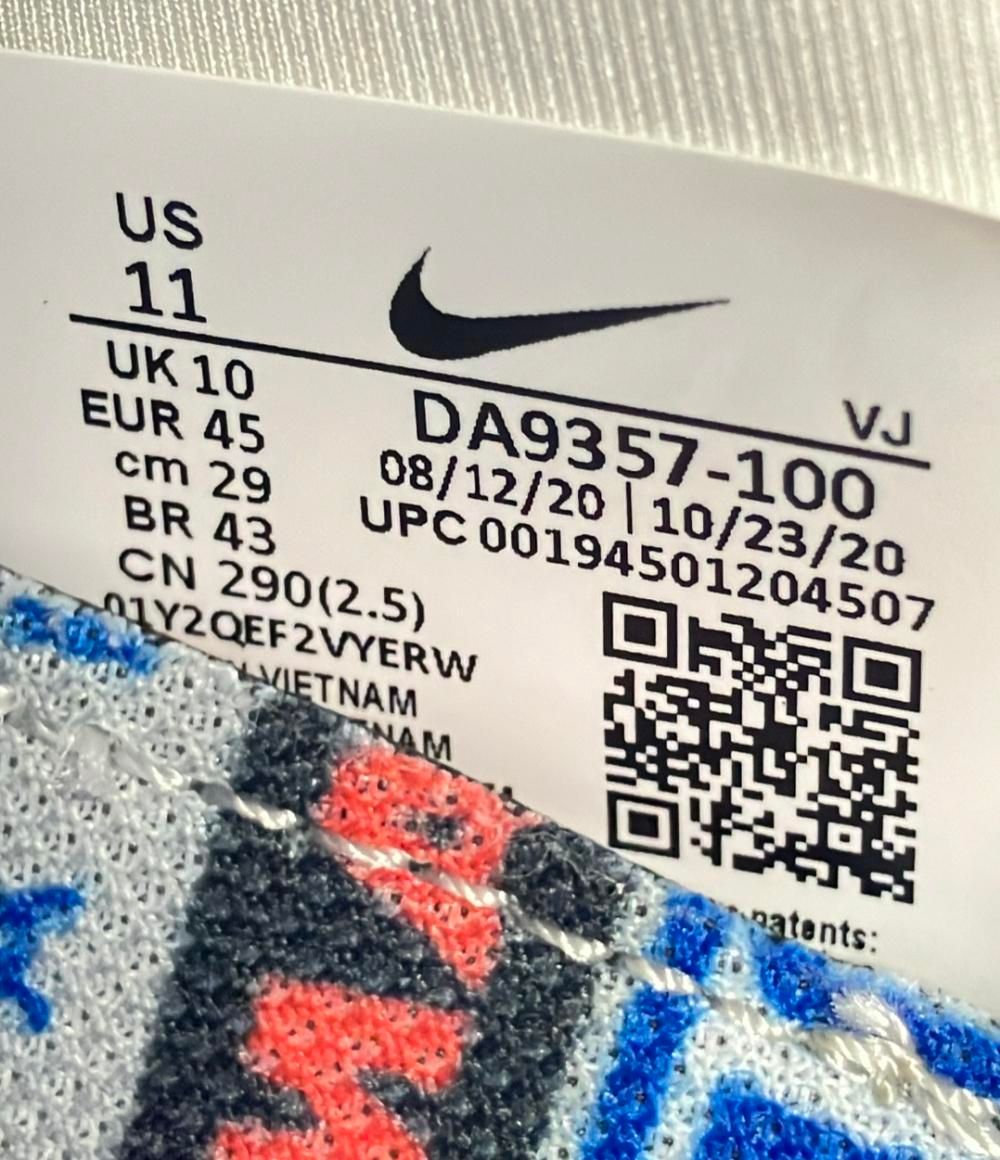 US
11
UK 10
EUR 45
cm 29
BR 43
CN 290(2.5)
01Y2QEF2VYERW
VIETNAM
VJ
DA9357-100
08/12/20 | 10/23/20
UPC 00194501204507
patents: